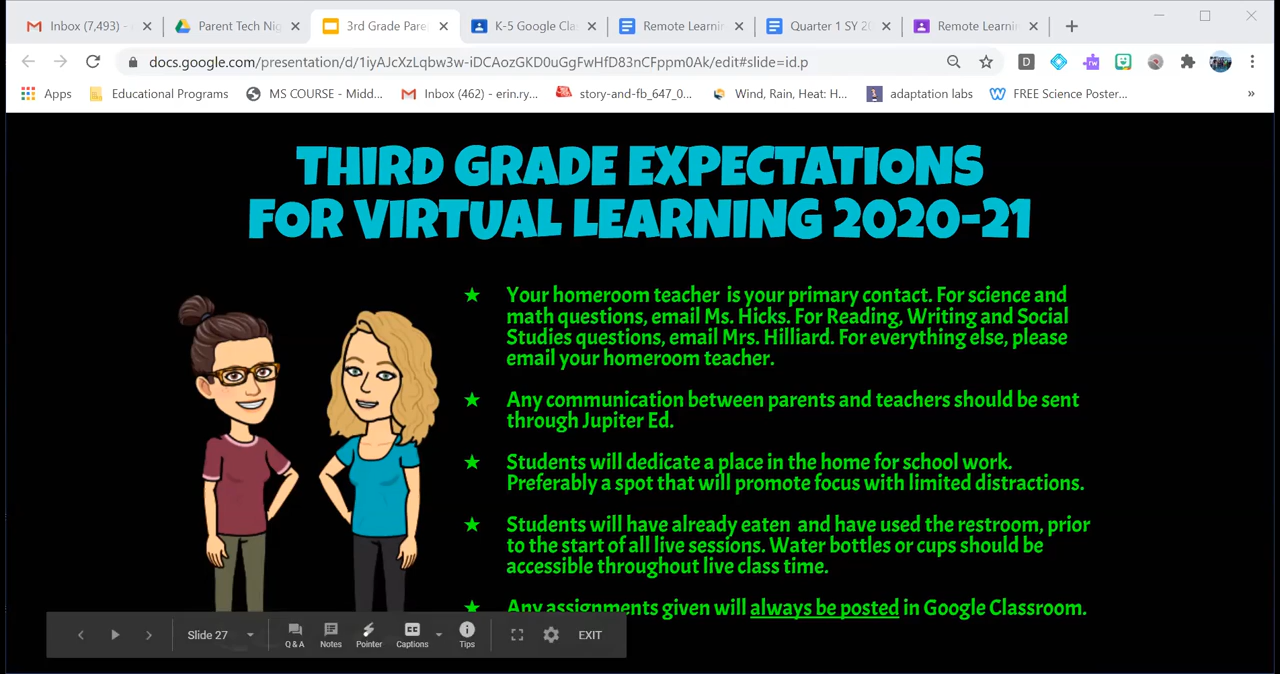 Inbox (7,493) - e
Parent Tech Nig
3rd Grade Pare
K-5 Google Cla
Remote Learnin
Quarter 1 SY 20
Remote Learnin
docs.google.com/presentation/d/1iyAJcXzLqbw3w-iDCAozGKD0uGgFwHfD83nCFppm0Ak/edit#slide=id.p
D
rw
Apps
Educational Programs
MS COURSE - Midd...
Inbox (462) - erin.ry...
story-and-fb_647_0...
Wind, Rain, Heat: H...
adaptation labs
FREE Science Poster...
»
THIRD GRADE EXPECTATIONS
FOR VIRTUAL LEARNING 2020-21
★ Your homeroom teacher is your primary contact. For science and
math questions, email Ms. Hicks. For Reading, Writing and Social
Studies questions, email Mrs. Hilliard. For everything else, please
email your homeroom teacher.
★ Any communication between parents and teachers should be sent
through Jupiter Ed.
★ Students will dedicate a place in the home for school work.
Preferably a spot that will promote focus with limited distractions.
★ Students will have already eaten and have used the restroom, prior
to the start of all live sessions. Water bottles or cups should be
accessible throughout live class time.
★ Any assignments given will always be posted in Google Classroom.
Slide 27
Q & A
Notes
Pointer
CC
Captions
Tips
EXIT